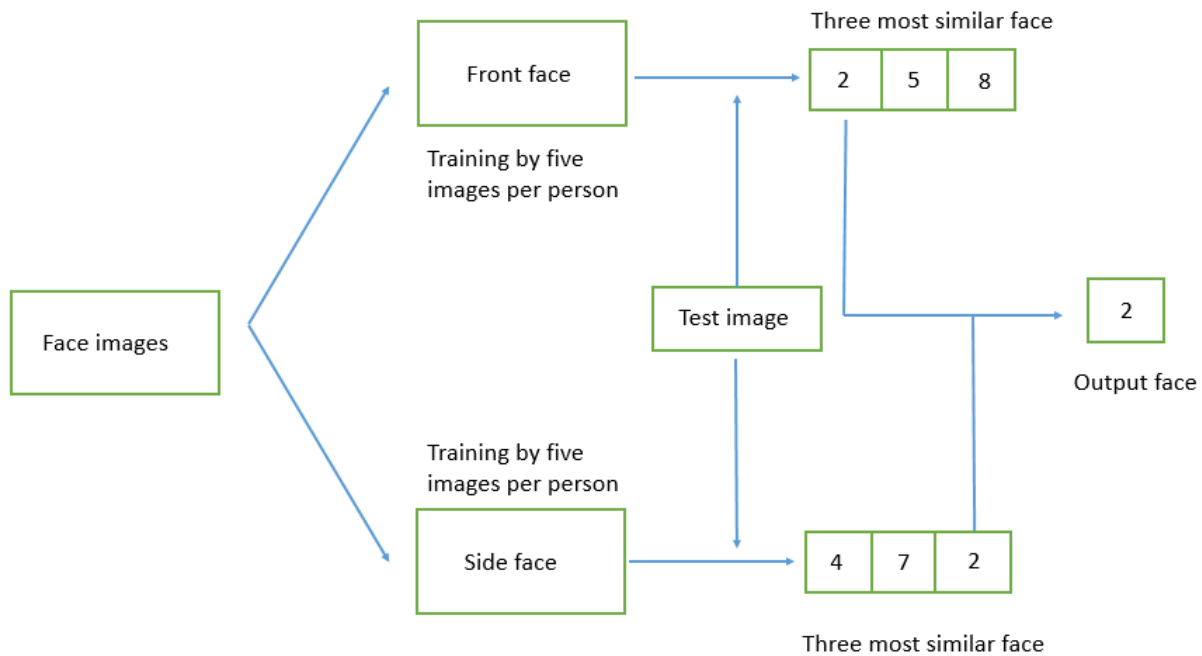 Three most similar face
Front face
2 5 8
Training by five
images per person
Face images
Test image
2
Output face
Training by five
images per person
Side face
4 7 2
Three most similar face